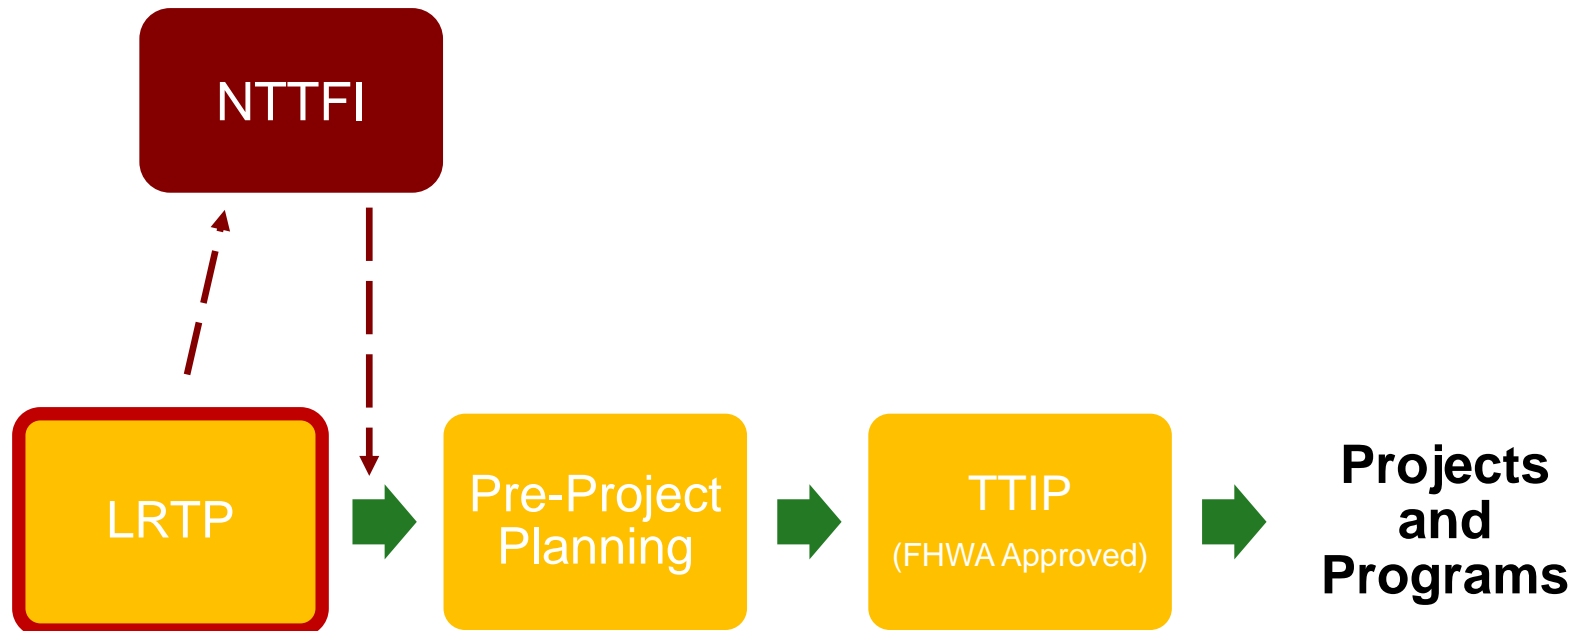 NTTFI
LRTP
Pre-Project
Planning
TTIP
(FHWA Approved)
Projects
and
Programs